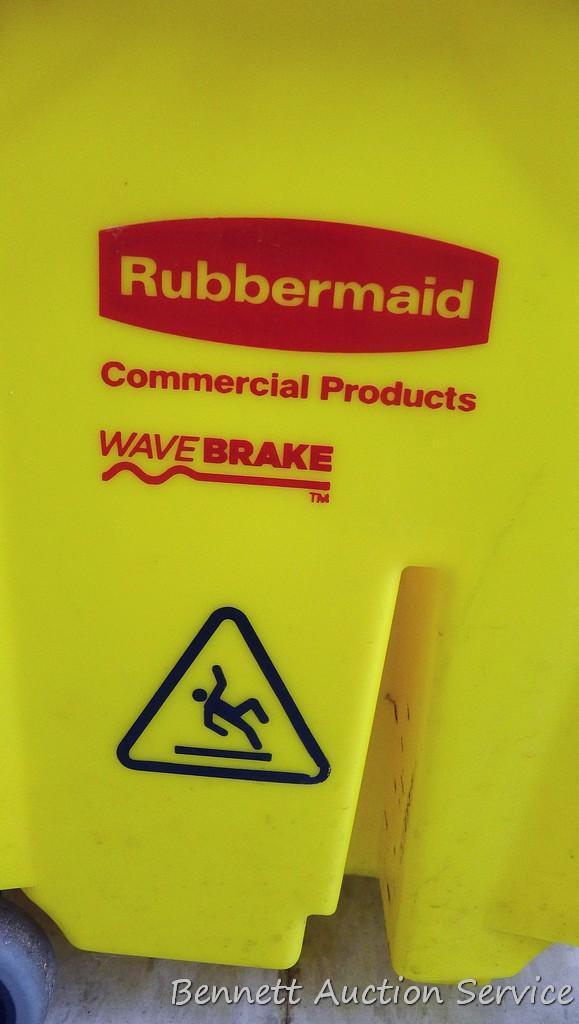 Rubbermaid
Commercial Products
WAVE BRAKE
TM
Bennett Auction Service